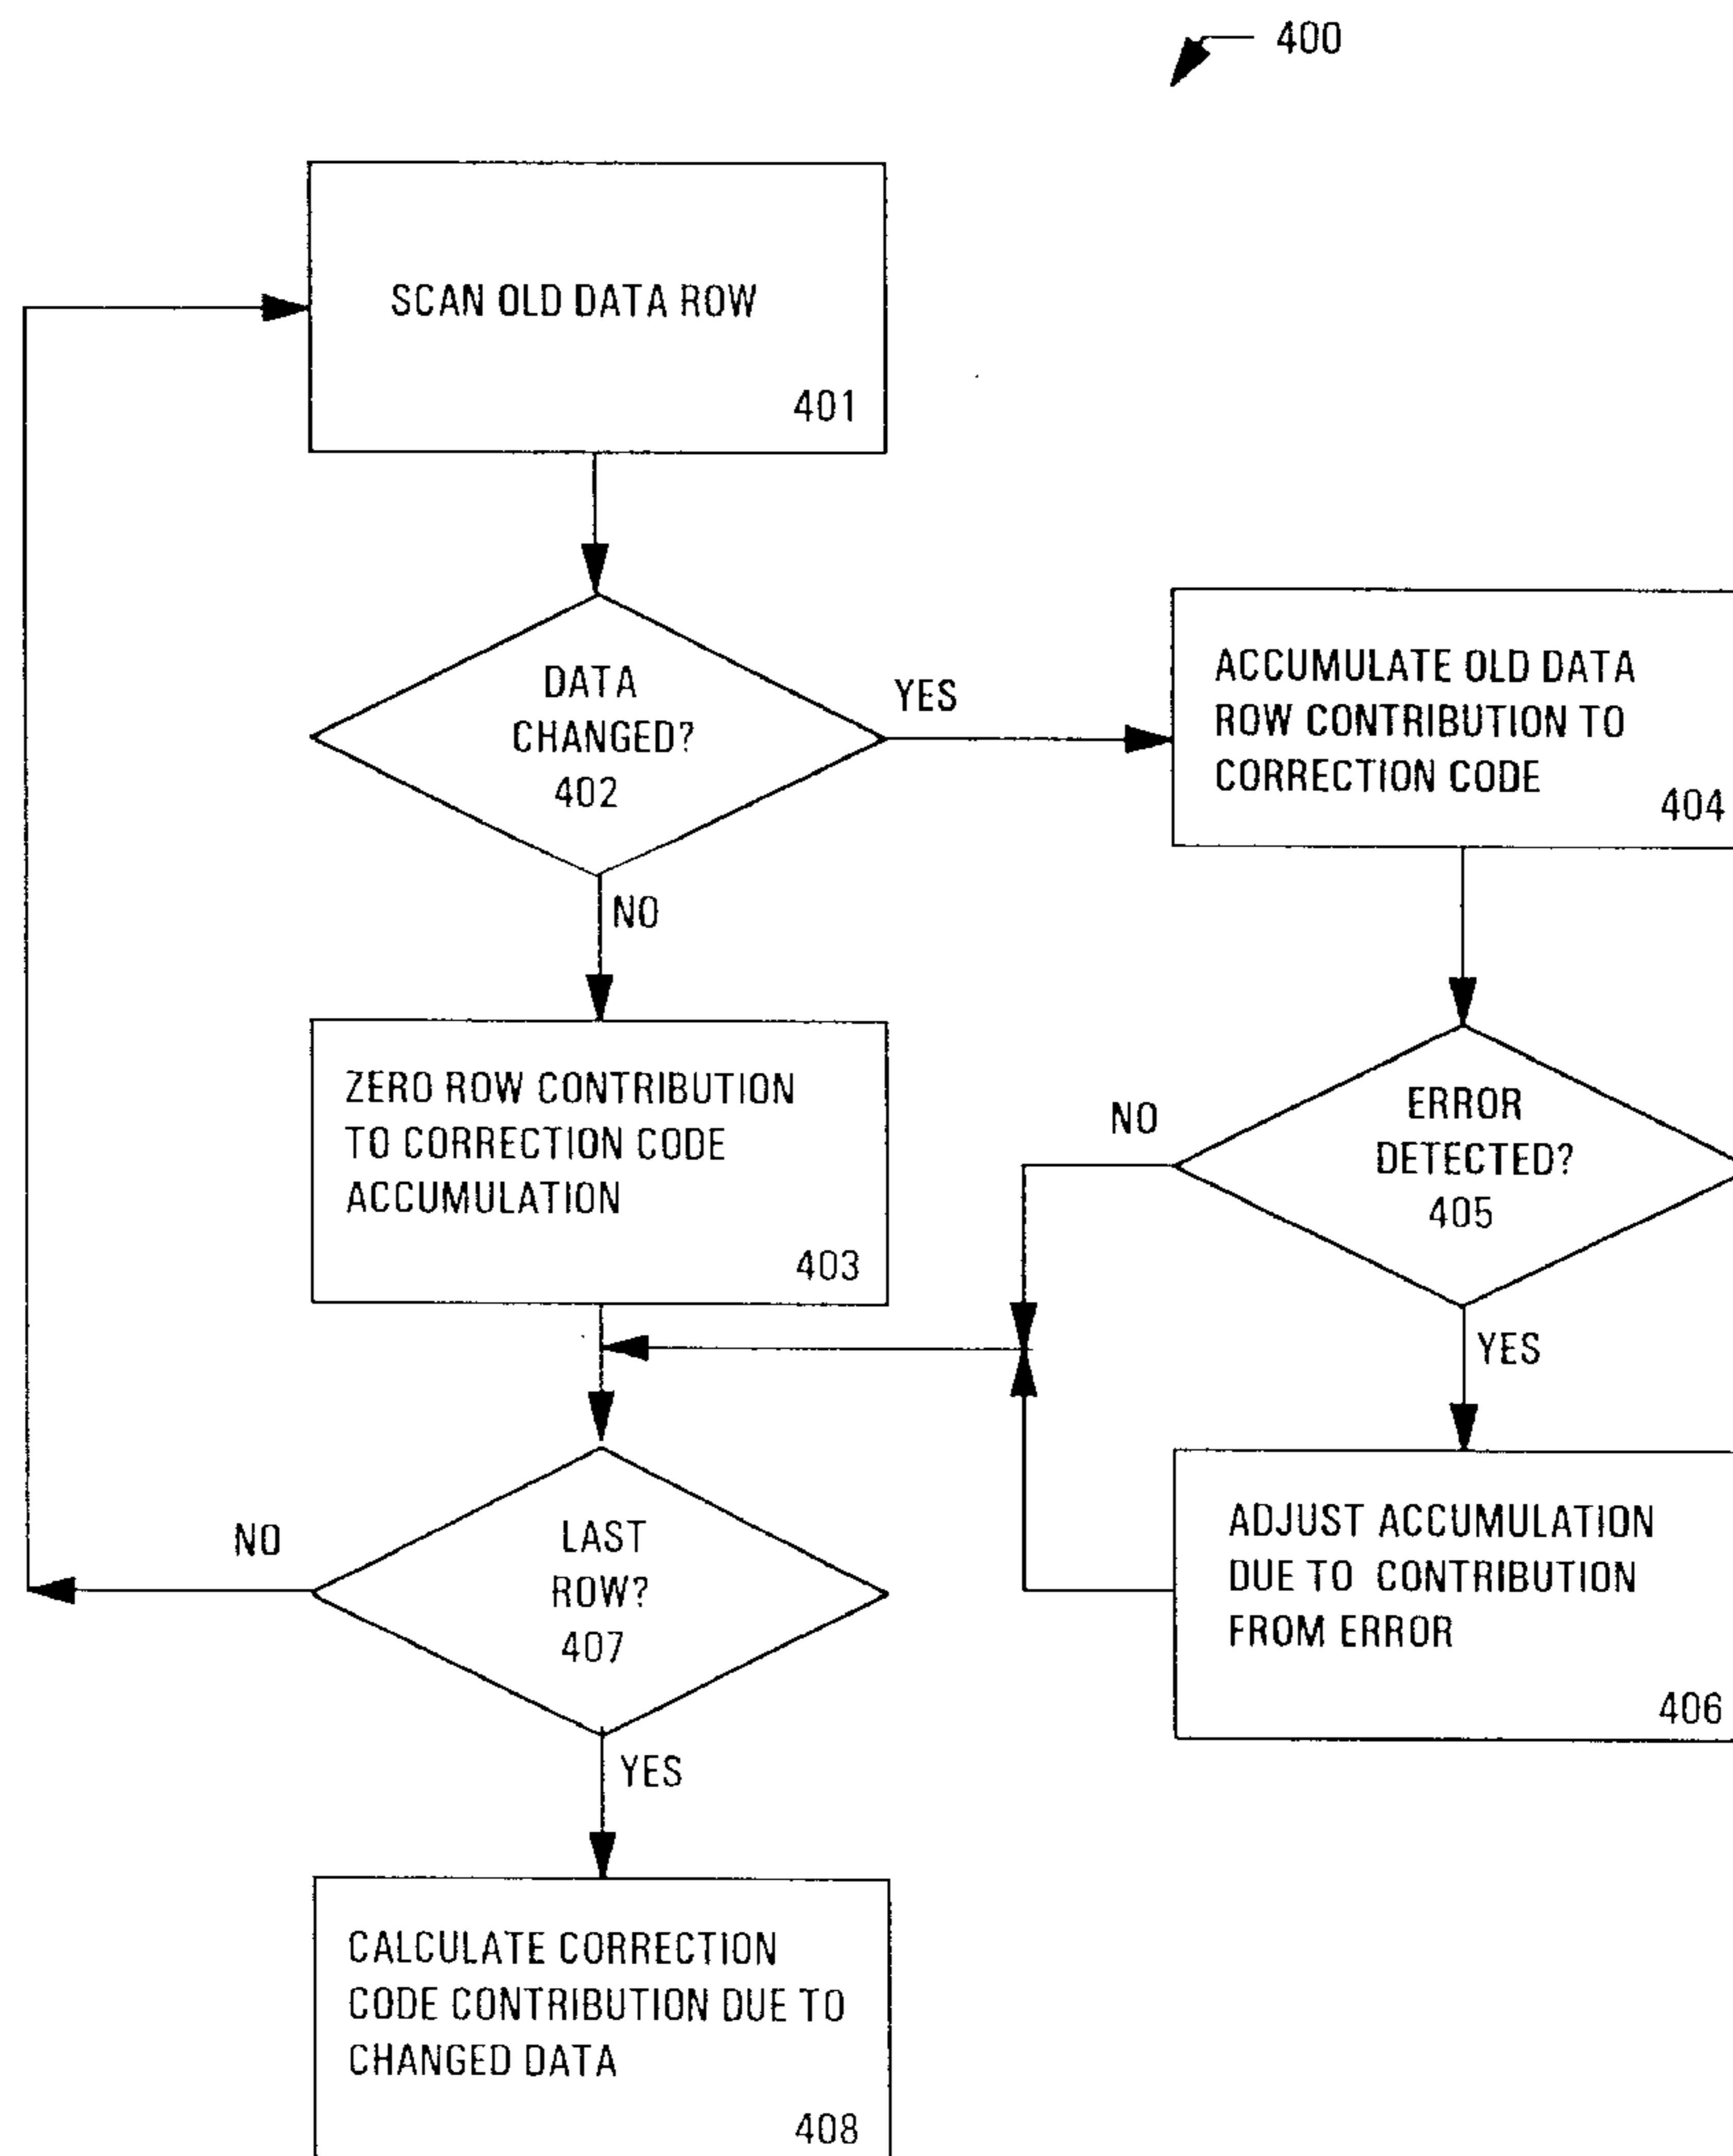 400
SCAN OLD DATA ROW
401
DATA
CHANGED?
402
YES
NO
ACCUMULATE OLD DATA
ROW CONTRIBUTION TO
CORRECTION CODE
404
ZERO ROW CONTRIBUTION
TO CORRECTION CODE
ACCUMULATION
403
ERROR
DETECTED?
405
NO
YES
ADJUST ACCUMULATION
DUE TO CONTRIBUTION
FROM ERROR
406
LAST
ROW?
407
NO
YES
CALCULATE CORRECTION
CODE CONTRIBUTION DUE TO
CHANGED DATA
408